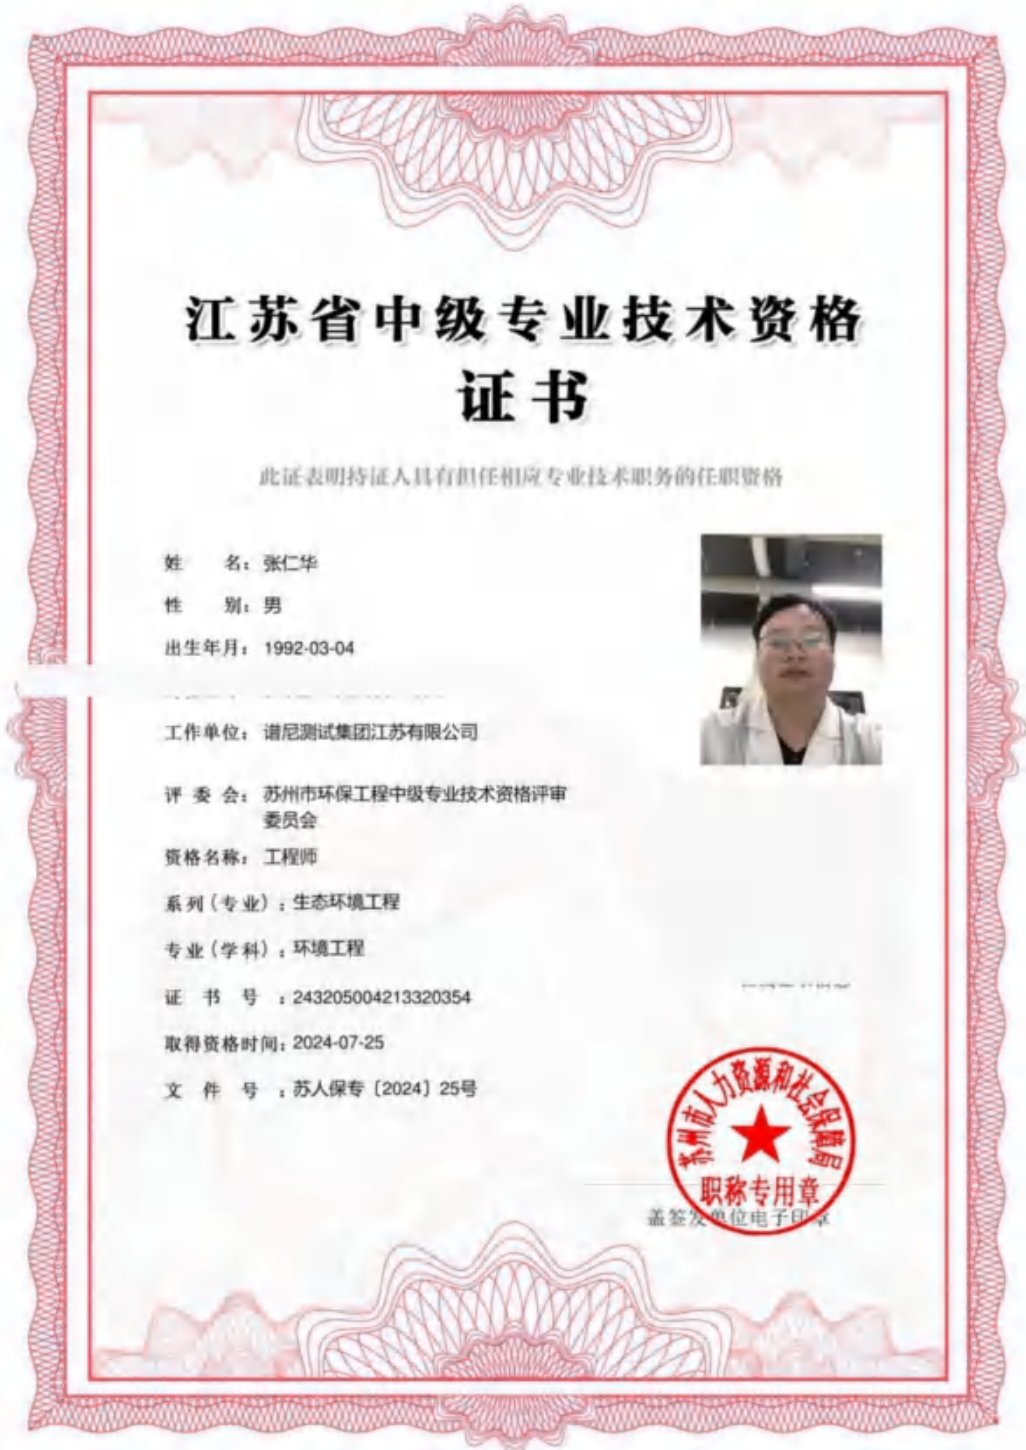 江苏省中级专业技术资格
证书
此证表明持证人具有担任相应专业技术职务的任职资格
姓 名：张仁华
性 别：男
出生年月：1992-03-04
工作单位：谱尼测试集团江苏有限公司
评 委 会：苏州市环保工程中级专业技术资格评审
委员会
资格名称：工程师
系列（专业）：生态环境工程
专业（学科）：环境工程
证 书 号 ：243205004213320354
取得资格时间：2024-07-25
文 件 号 ：苏人保专〔2024〕25号
苏州市人力资源和社会保障局
职称专用章
盖签发单位电子印章